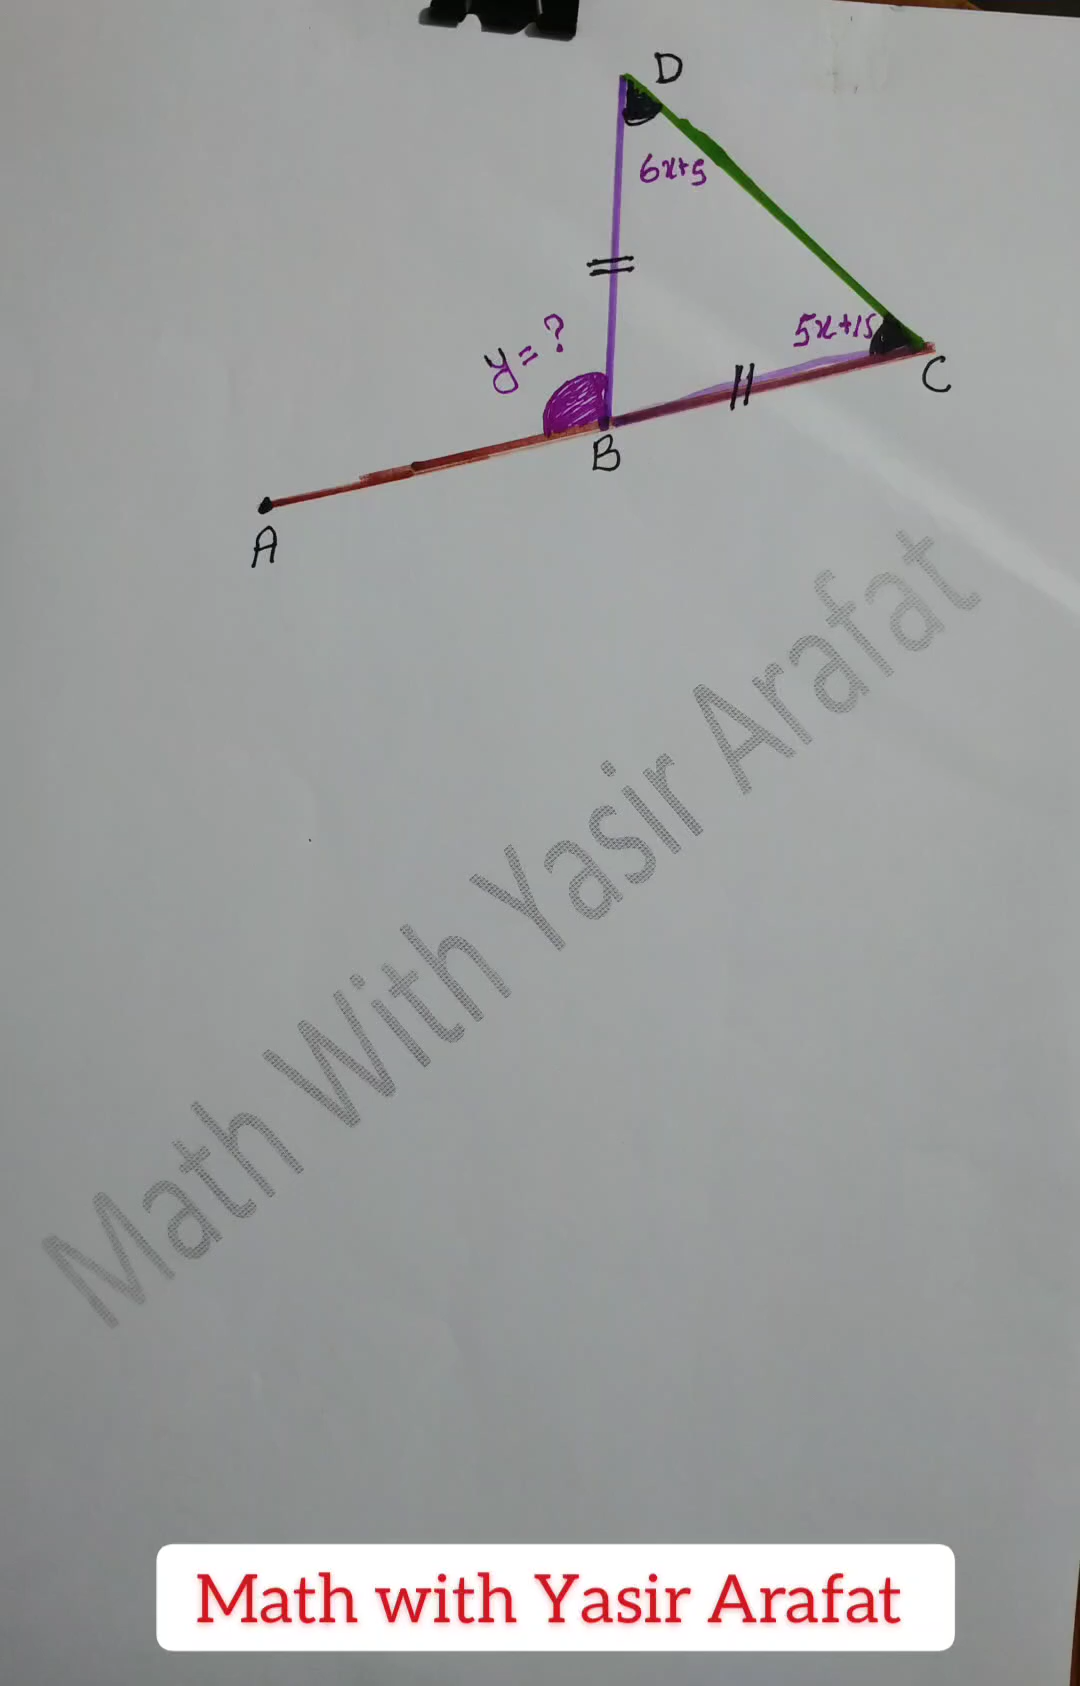 D
6x+5
y=?
5x+15
C
B
A
Math With Yasir Arafat
Math with Yasir Arafat